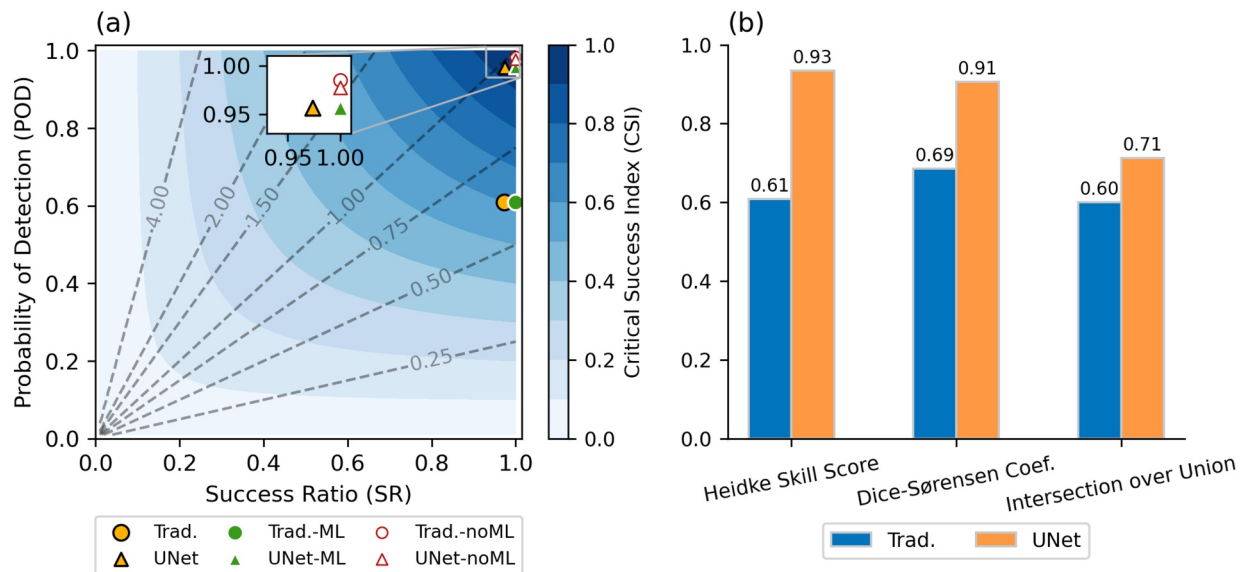 (a)
Probability of Detection (POD)
1.0
0.8
0.6
0.4
0.2
0.0
0.0 0.2 0.4 0.6 0.8 1.0
Success Ratio (SR)
4.00
2.00
1.50
1.00
0.75
0.50
0.25
1.00
0.95
0.95 1.00
1.0
0.8
0.6
0.4
0.2
0.0
Critical Success Index (CSI)
Trad. Trad.-ML Trad.-noML
UNet UNet-ML UNet-noML
(b)
1.0
0.8
0.6
0.4
0.2
0.0
0.61 0.93
0.69 0.91
0.60 0.71
Heidke Skill Score
Dice-Sørensen Coef.
Intersection over Union
Trad. UNet